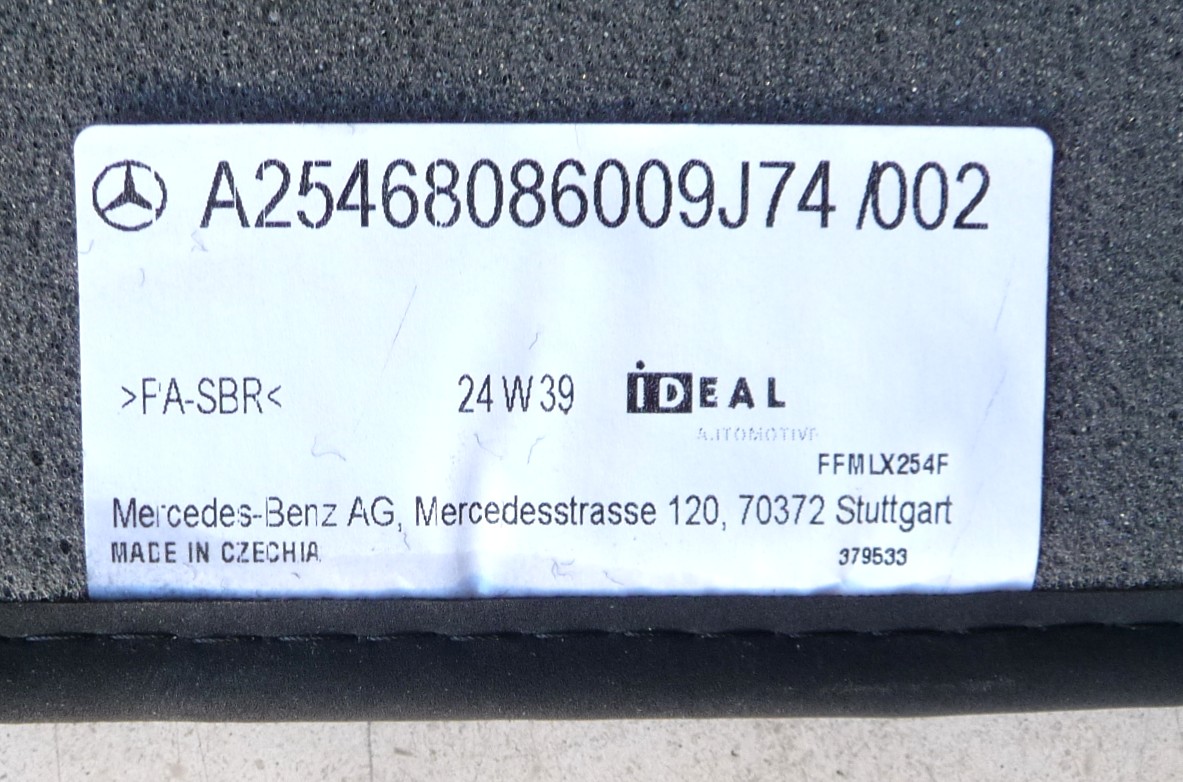 A25468086009J74 /002
>PA-SBR< 24 W 39 iDEAL
AUTOMOTIVE
FFMLX254F
Mercedes-Benz AG, Mercedesstrasse 120, 70372 Stuttgart
MADE IN CZECHIA 379533